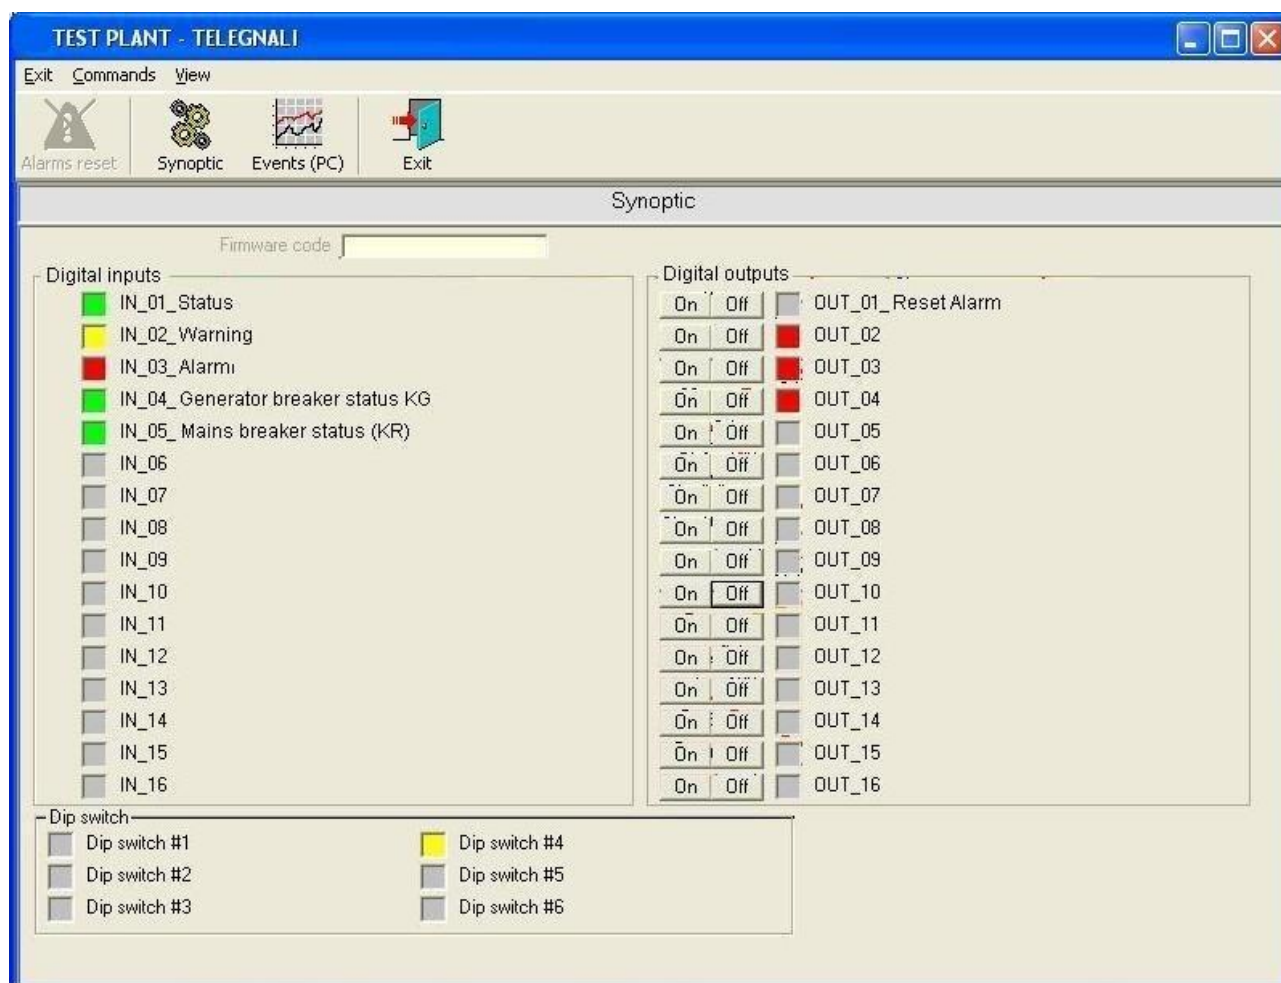 TEST PLANT - TELEGNALI
Exit Commands View
Alarms reset Synoptic Events (PC) Exit
Synoptic
Firmware code
Digital inputs
IN_01_Status
IN_02_Warning
IN_03_Alarm
IN_04_Generator breaker status KG
IN_05_ Mains breaker status (KR)
IN_06
IN_07
IN_08
IN_09
IN_10
IN_11
IN_12
IN_13
IN_14
IN_15
IN_16
Digital outputs
On Off OUT_01_Reset Alarm
On Off OUT_02
On Off OUT_03
On Off OUT_04
On Off OUT_05
On Off OUT_06
On Off OUT_07
On Off OUT_08
On Off OUT_09
On Off OUT_10
On Off OUT_11
On Off OUT_12
On Off OUT_13
On Off OUT_14
On Off OUT_15
On Off OUT_16
Dip switch
Dip switch #1
Dip switch #2
Dip switch #3
Dip switch #4
Dip switch #5
Dip switch #6